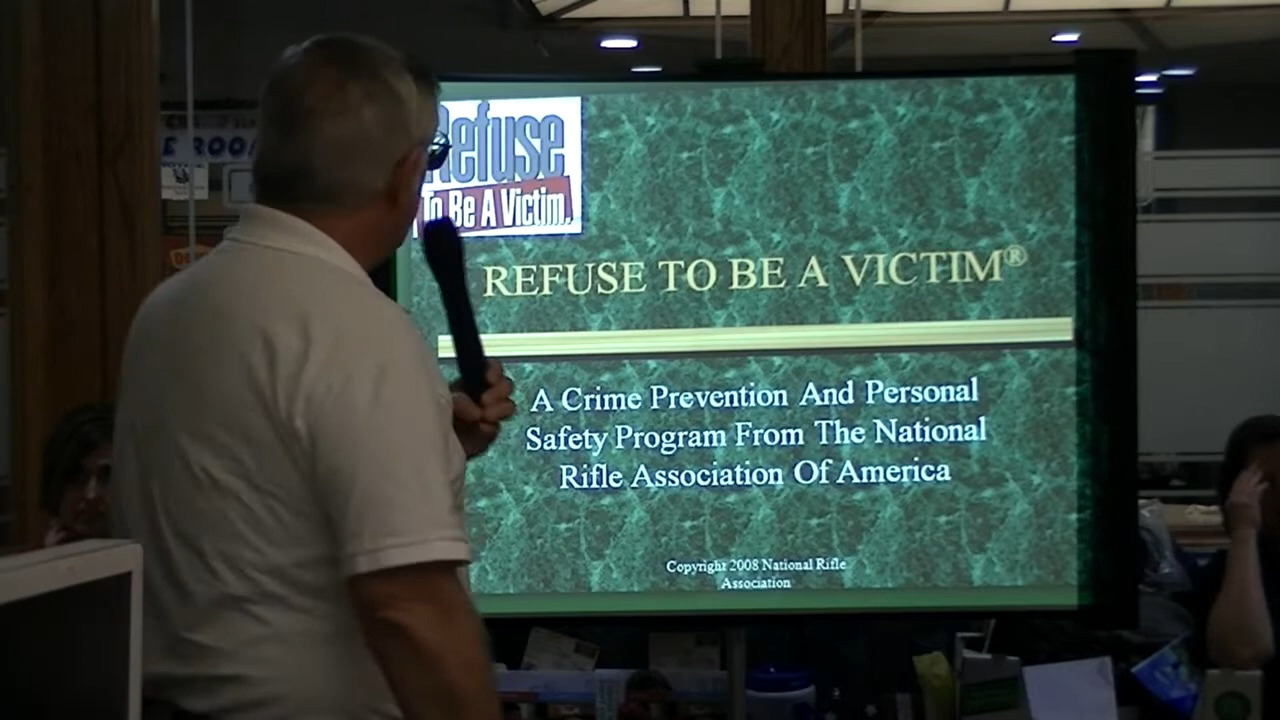 Refuse
To Be A Victim.
REFUSE TO BE A VICTIM®
A Crime Prevention And Personal
Safety Program From The National
Rifle Association Of America
Copyright 2008 National Rifle
Association